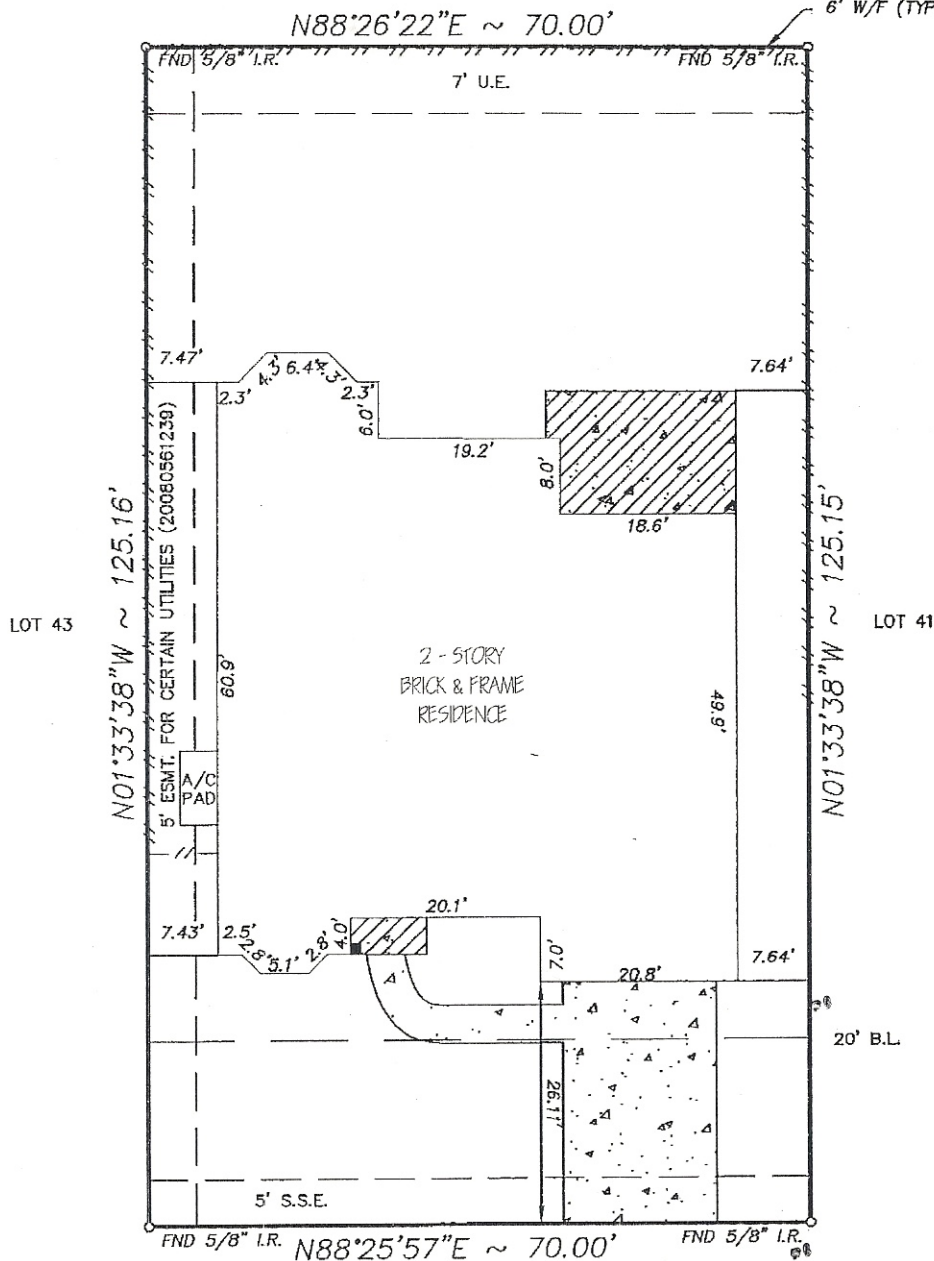 6' W/F (TYP
N88°26'22"E ~ 70.00'
FND 5/8" I.R.
FND 5/8" I.R.
7' U.E.
7.47'
7.64'
2.3'
4.3'
6.4'
4.3'
2.3'
6.0'
19.2'
8.0'
18.6'
N01°33'38"W ~ 125.16'
5' ESMT. FOR CERTAIN UTILITIES (20080561239)
N01°33'38"W ~ 125.15'
LOT 43
LOT 41
60.9'
2 - STORY
BRICK & FRAME
RESIDENCE
49.9'
A/C
PAD
20.1'
7.43'
2.5'
2.8'
5.1'
2.8'
4.0'
7.0'
20.8'
7.64'
20' B.L.
26.11'
5' S.S.E.
FND 5/8" I.R.
FND 5/8" I.R.
N88°25'57"E ~ 70.00'